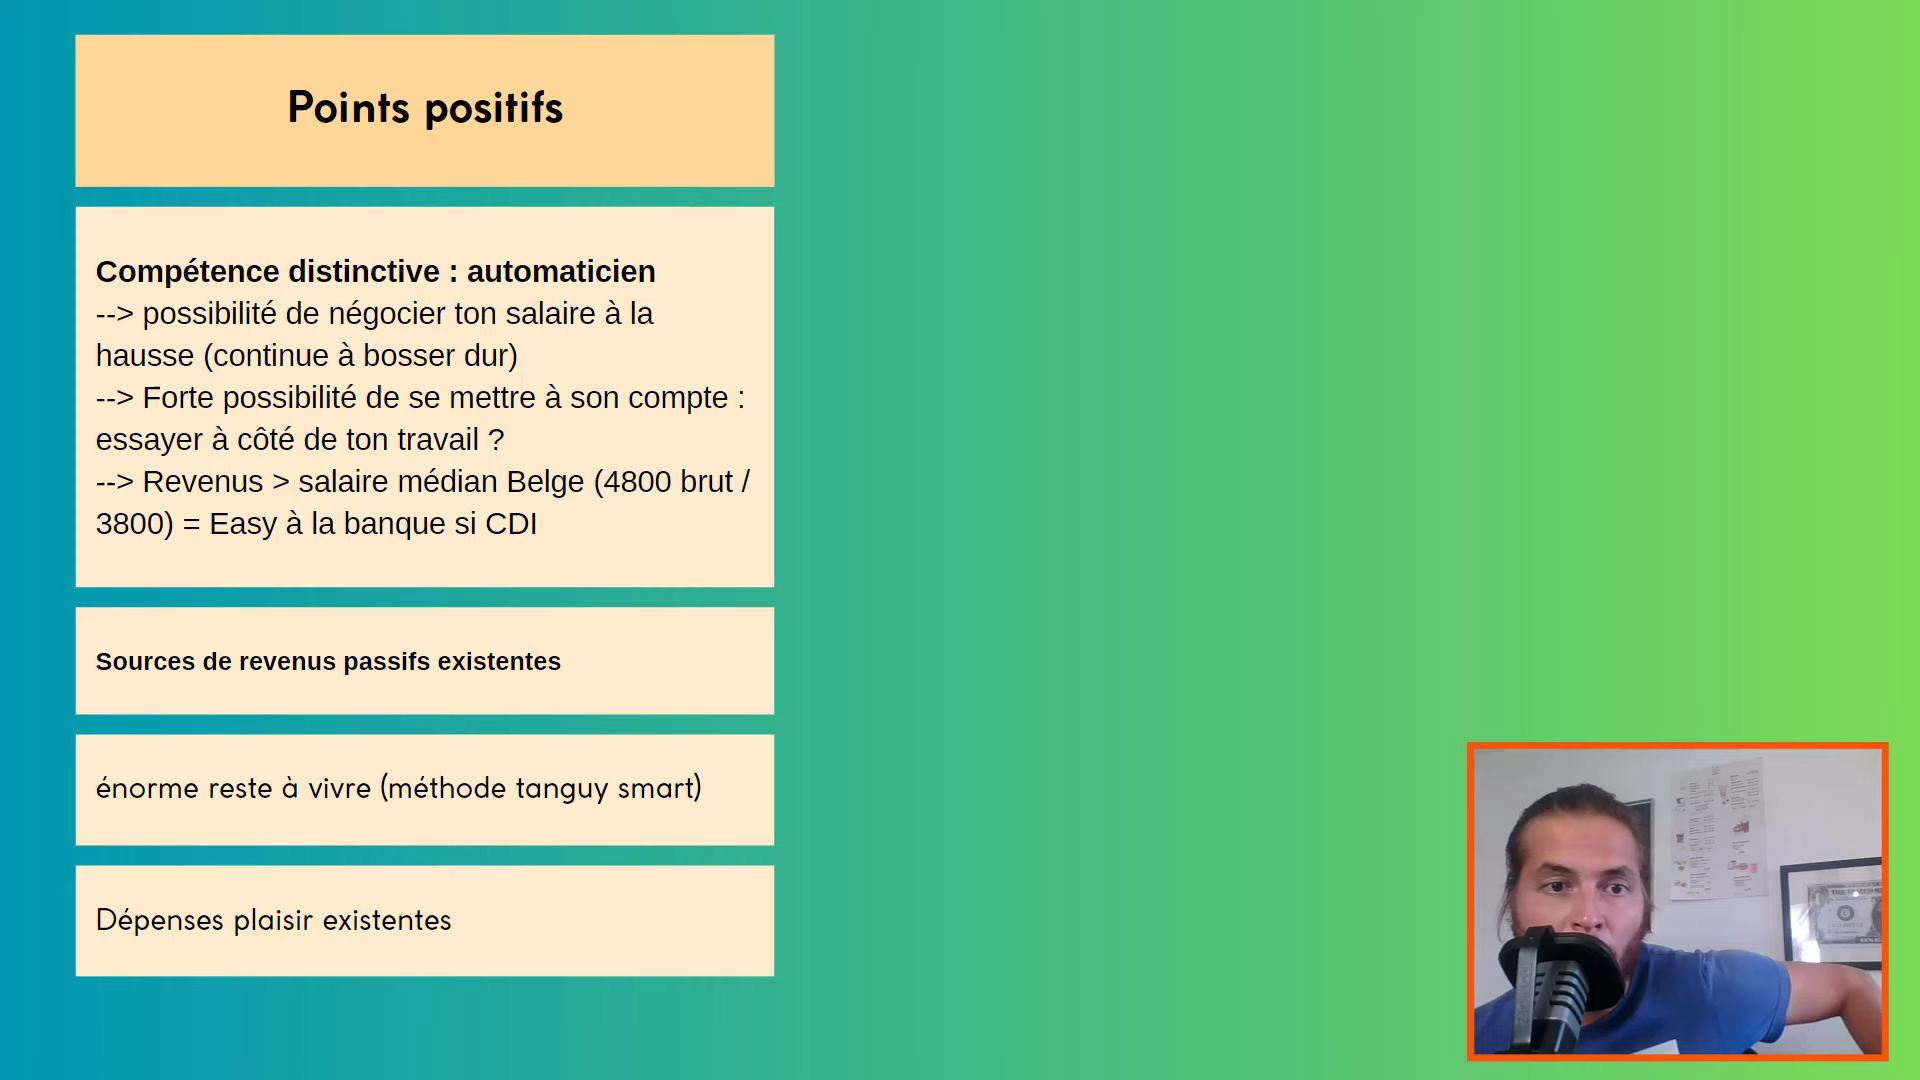 Points positifs
Compétence distinctive : automaticien
--> possibilité de négocier ton salaire à la
hausse (continue à bosser dur)
--> Forte possibilité de se mettre à son compte :
essayer à côté de ton travail ?
--> Revenus > salaire médian Belge (4800 brut /
3800) = Easy à la banque si CDI
Sources de revenus passifs existentes
énorme reste à vivre (méthode tanguy smart)
Dépenses plaisir existentes